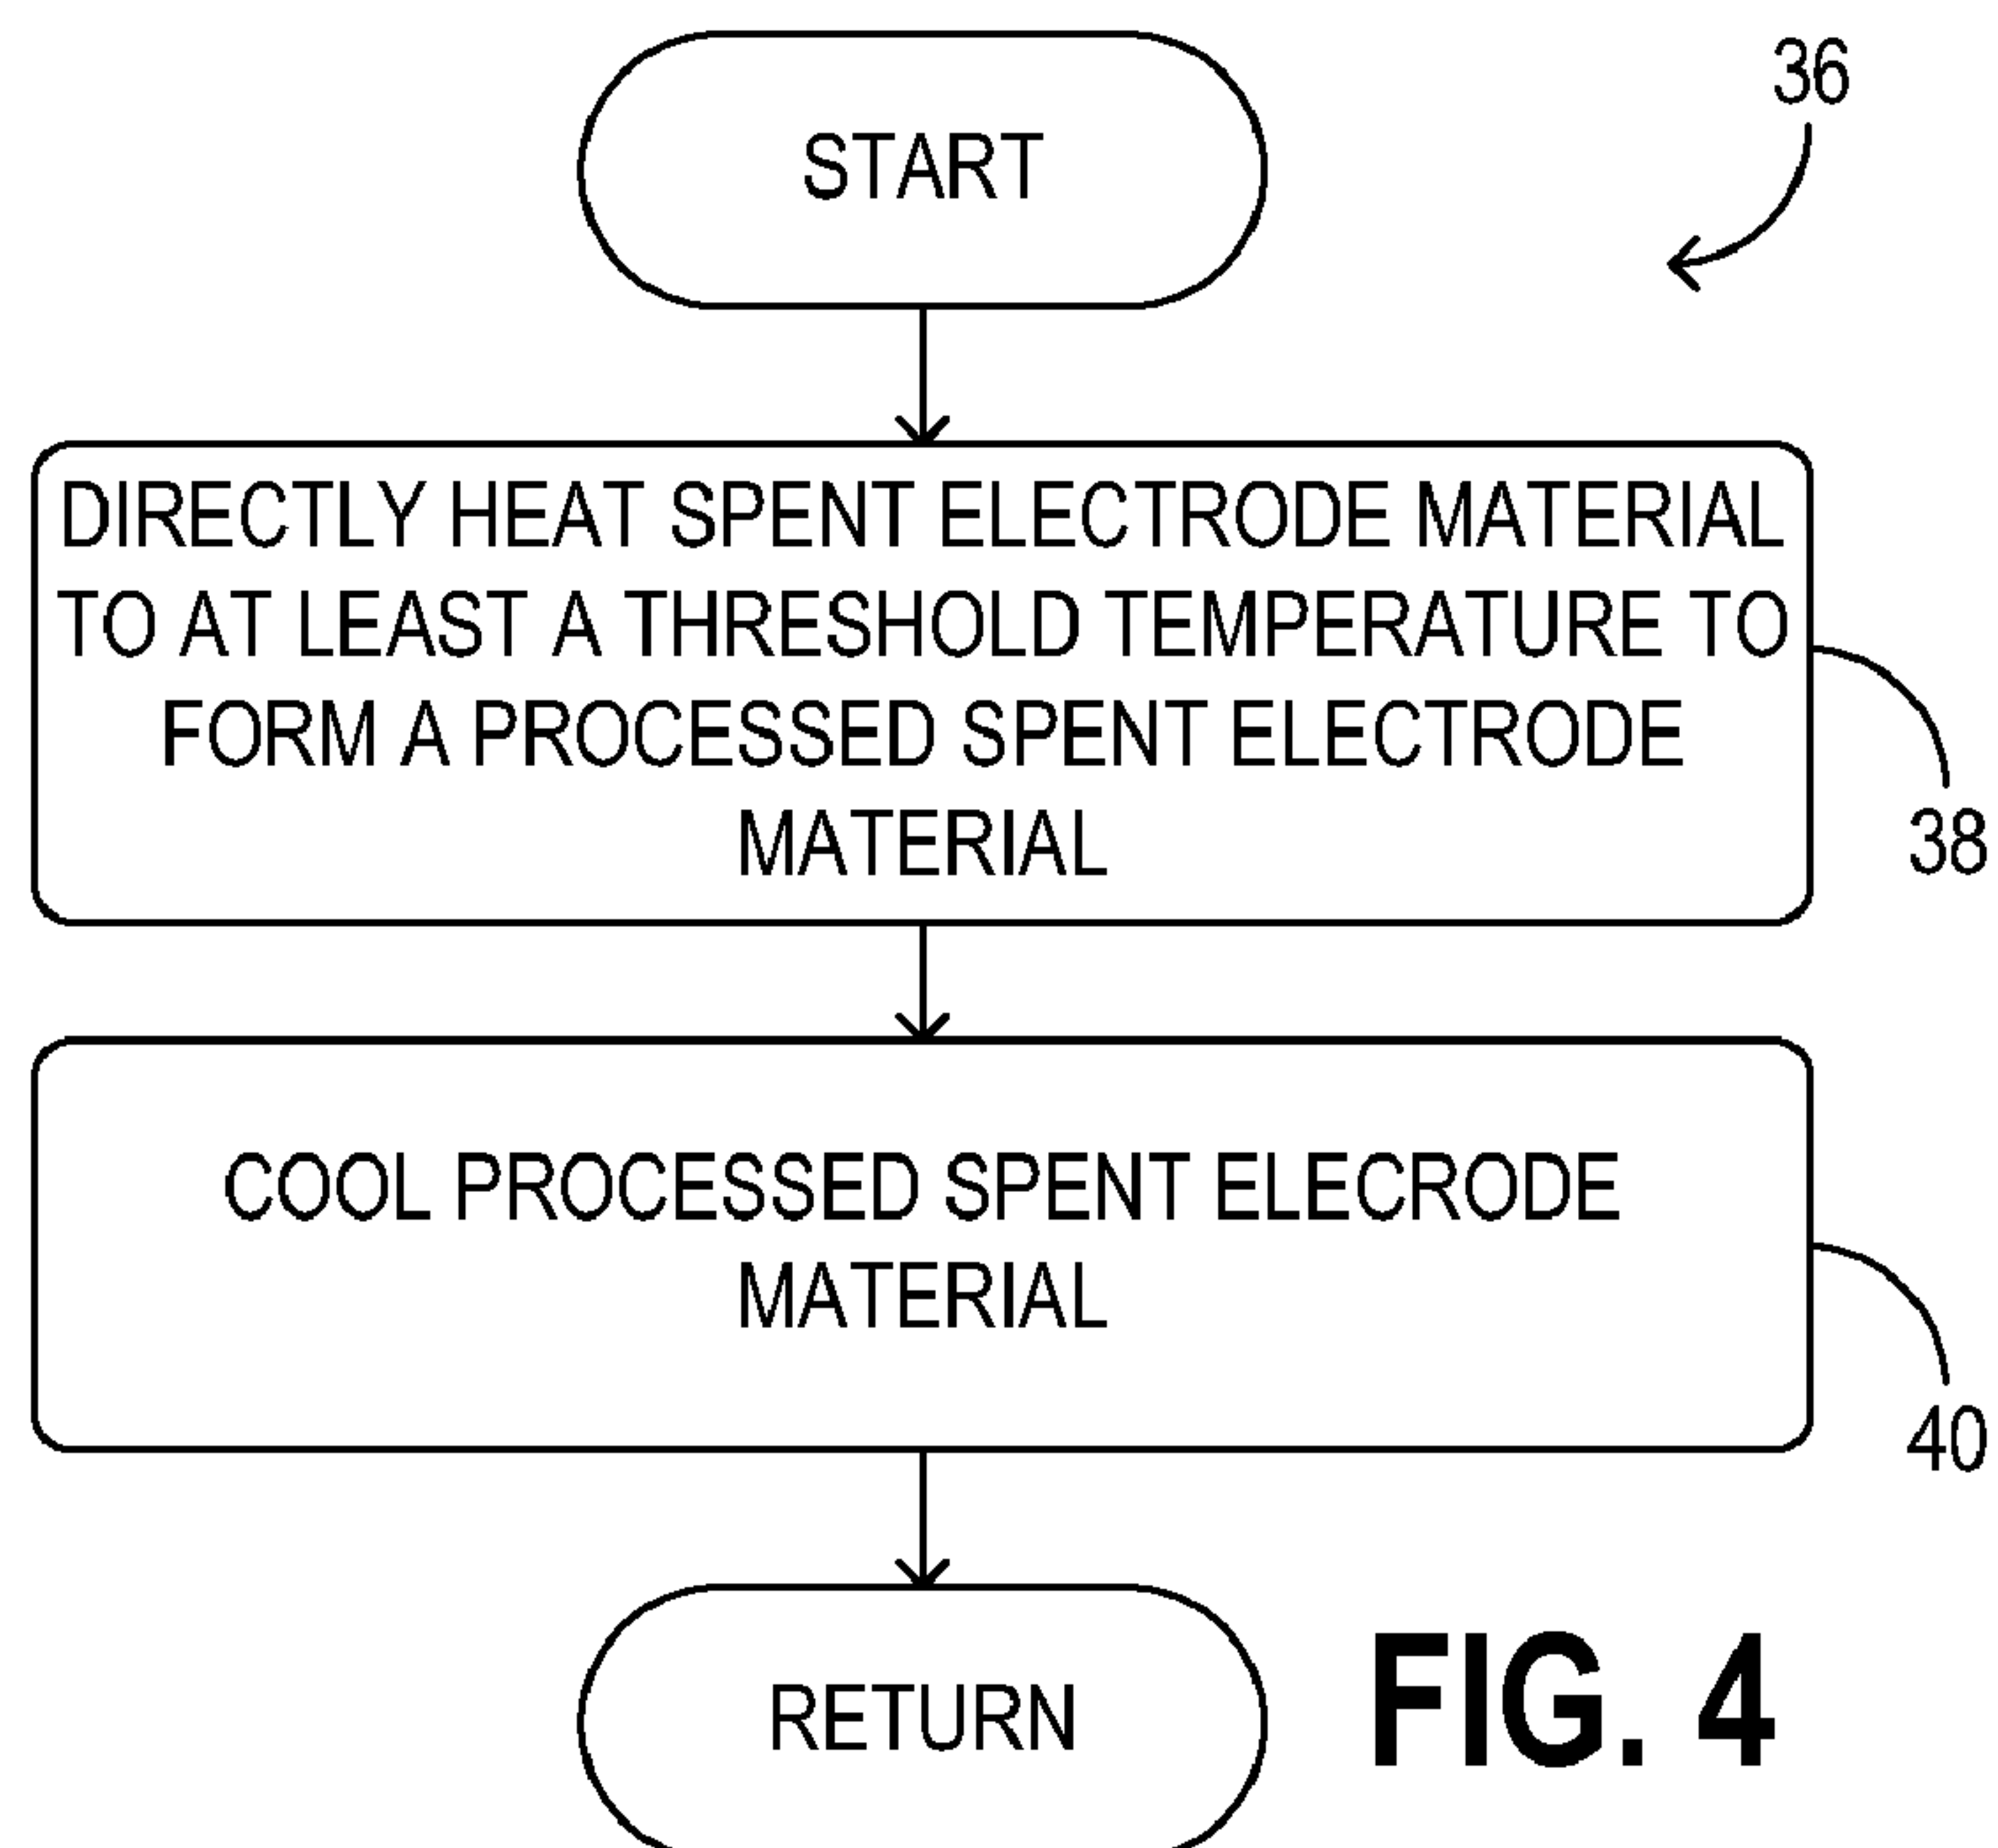 START
36
DIRECTLY HEAT SPENT ELECTRODE MATERIAL
TO AT LEAST A THRESHOLD TEMPERATURE TO
FORM A PROCESSED SPENT ELECTRODE
MATERIAL
38
COOL PROCESSED SPENT ELECRODE
MATERIAL
40
RETURN
FIG. 4